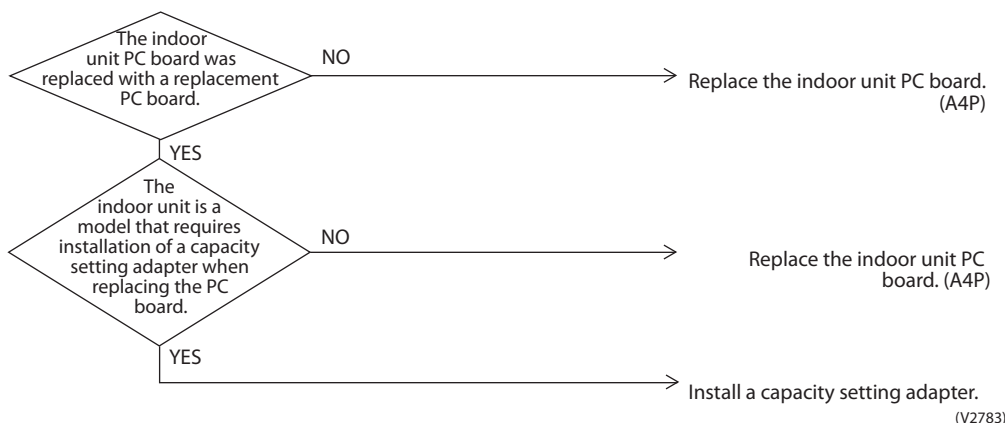 The indoor
unit PC board was
replaced with a replacement
PC board.
NO
Replace the indoor unit PC board.
(A4P)
YES
The
indoor unit is a
model that requires
installation of a capacity
setting adapter when
replacing the PC
board.
NO
Replace the indoor unit PC
board. (A4P)
YES
Install a capacity setting adapter.
(V2783)